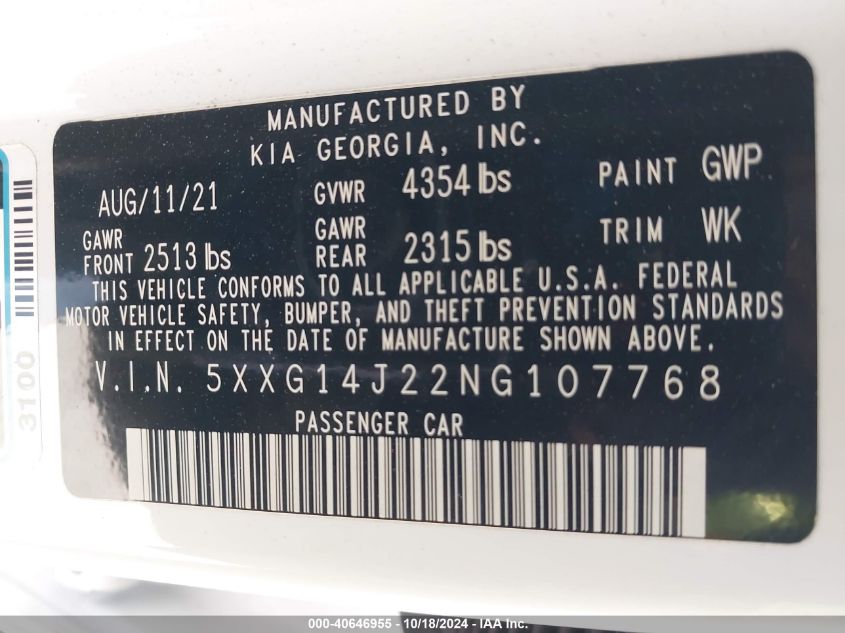 MANUFACTURED BY
KIA GEORGIA, INC.
AUG/11/21 GVWR 4354 lbs PAINT GWP
GAWR FRONT 2513 lbs GAWR REAR 2315 lbs TRIM WK
THIS VEHICLE CONFORMS TO ALL APPLICABLE U.S.A. FEDERAL
MOTOR VEHICLE SAFETY, BUMPER, AND THEFT PREVENTION STANDARDS
IN EFFECT ON THE DATE OF MANUFACTURE SHOWN ABOVE.
V.I.N. 5XXG14J22NG107768
PASSENGER CAR
3100
000-40646955 - 10/18/2024 - IAA Inc.